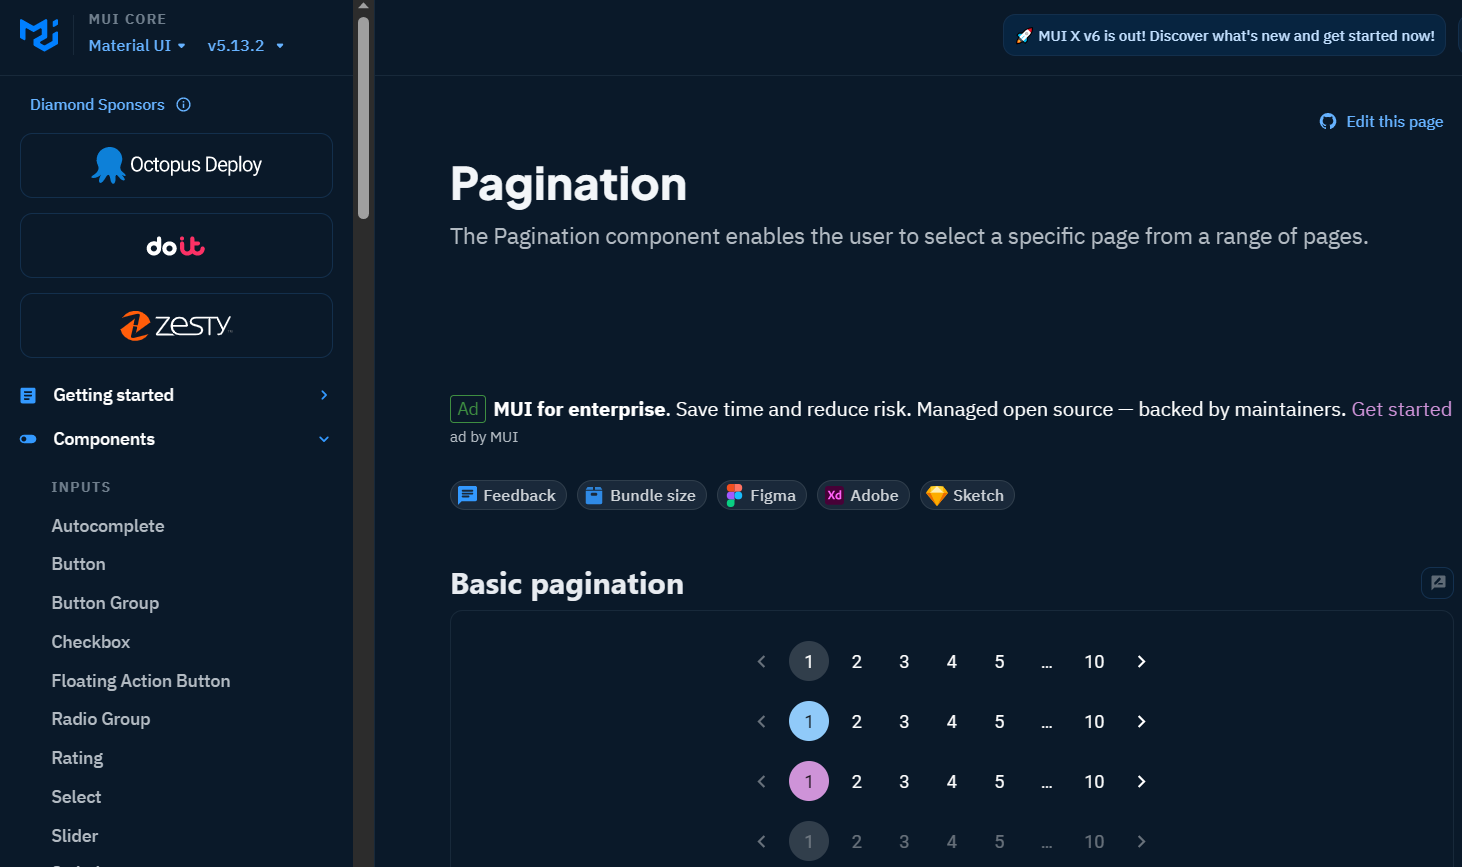 MUI CORE
Material UI
v5.13.2
🚀 MUI X v6 is out! Discover what's new and get started now!
Diamond Sponsors
Octopus Deploy
doit
ZESTY
Getting started
Components
INPUTS
Autocomplete
Button
Button Group
Checkbox
Floating Action Button
Radio Group
Rating
Select
Slider
Edit this page
Pagination
The Pagination component enables the user to select a specific page from a range of pages.
Ad MUI for enterprise. Save time and reduce risk. Managed open source — backed by maintainers. Get started
ad by MUI
Feedback
Bundle size
Figma
Xd Adobe
Sketch
Basic pagination
1 2 3 4 5 ... 10
1 2 3 4 5 ... 10
1 2 3 4 5 ... 10
1 2 3 4 5 ... 10